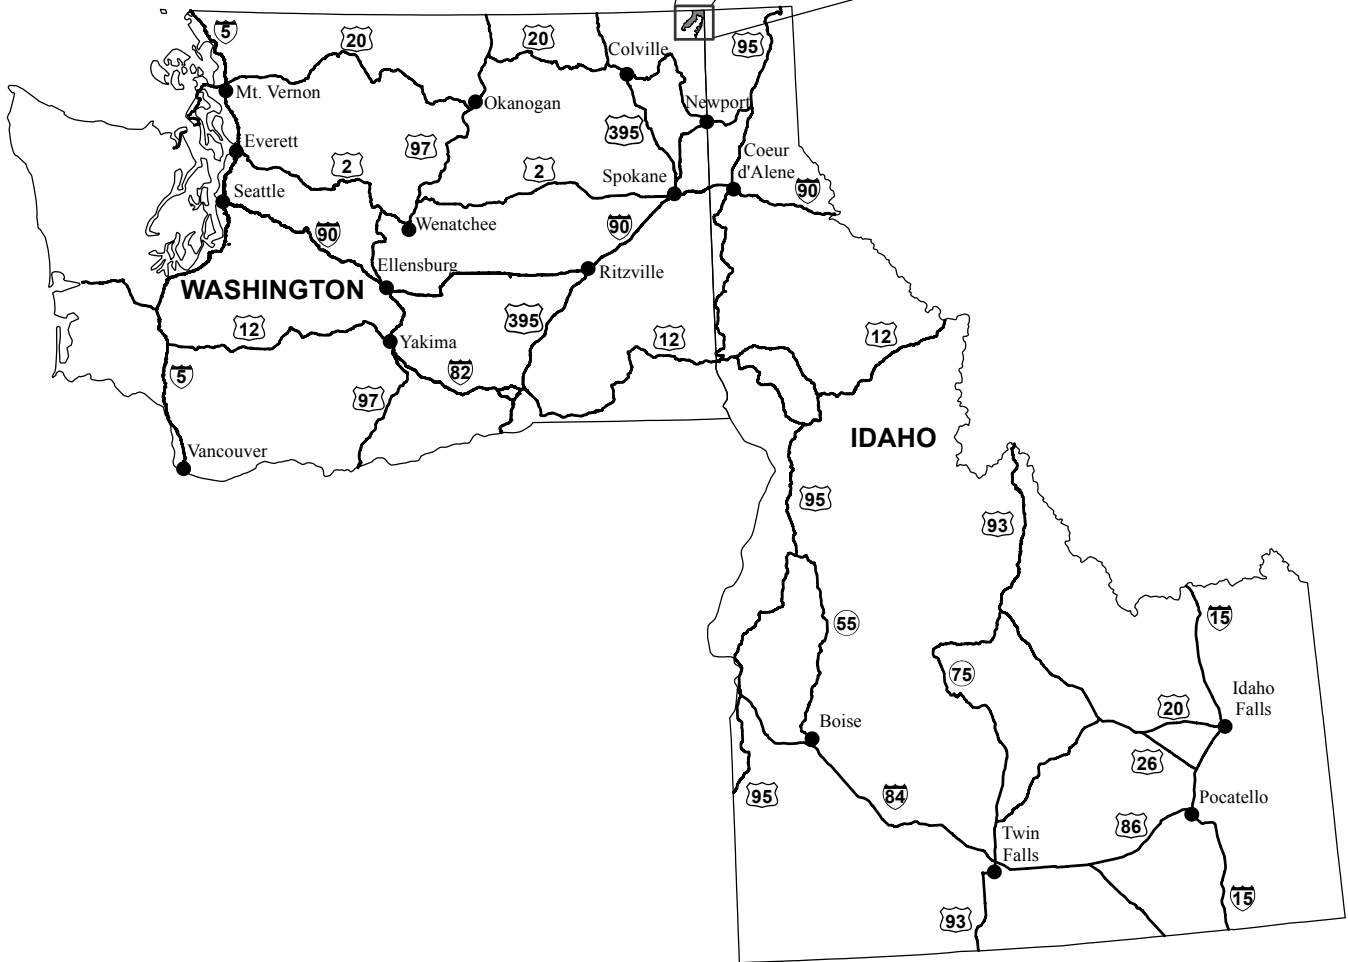 5
20
20
95
Colville
Mt. Vernon
Okanogan
Newport
395
Everett
97
2
2
Coeur
d'Alene
Spokane
90
Seattle
Wenatchee
90
90
Ellensburg
Ritzville
WASHINGTON
12
395
12
12
Yakima
5
82
97
IDAHO
Vancouver
95
93
55
15
75
Idaho
Falls
20
Boise
26
95
84
Pocatello
86
Twin
Falls
93
15